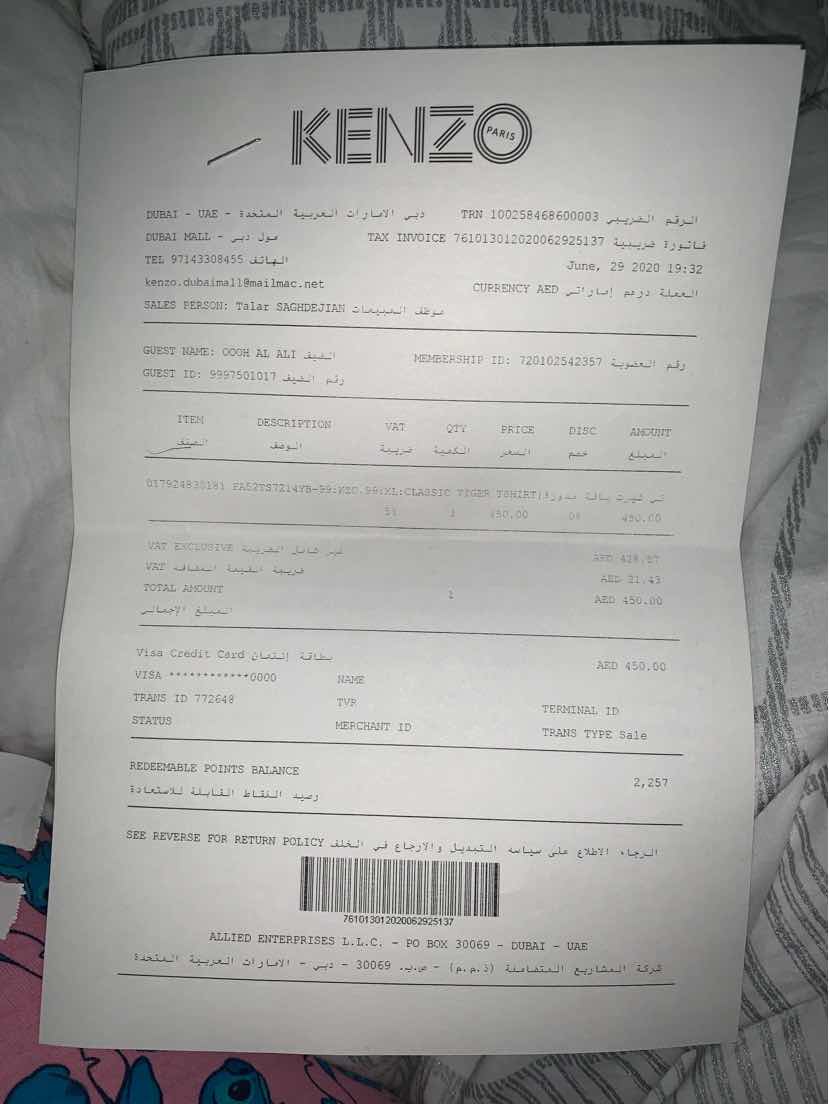 KENZO PARIS
DUBAI - UAE - دبي الامارات العربية المتحدة TRN 100258468600003 الرقم الضريبي
DUBAI MALL - مول دبي TAX INVOICE 761013012020062925137 فاتورة ضريبية
TEL 97143308455 الهاتف June, 29 2020 19:32
kenzo.dubaimall@mailmac.net CURRENCY AED العملة درهم إماراتي
SALES PERSON: Talar SAGHDEJIAN موظف المبيعات
GUEST NAME: OOOH AL ALI الضيف MEMBERSHIP ID: 720102542357 رقم العضوية
GUEST ID: 9997501017 رقم الضيف
ITEM DESCRIPTION VAT QTY PRICE DISC AMOUNT
الصنف الوصف ضريبة الكمية السعر خصم المبلغ
017924830181 FA52TS7214YB-99:KZO.99:XL:CLASSIC TIGER TSHIRT|تي شيرت ياقة مدورة
5% 1 450.00 0% 450.00
VAT EXCLUSIVE غير شامل الضريبة AED 428.57
VAT ضريبة القيمة المضافة AED 21.43
TOTAL AMOUNT 1 AED 450.00
المبلغ الإجمالي
Visa Credit Card بطاقة إئتمان AED 450.00
VISA ************0000 NAME
TRANS ID 772648 TVR TERMINAL ID
STATUS MERCHANT ID TRANS TYPE Sale
REDEEMABLE POINTS BALANCE 2,257
رصيد النقاط القابلة للاستعادة
SEE REVERSE FOR RETURN POLICY الرجاء الاطلاع على سياسه التبديل والارجاع في الخلف
761013012020062925137
ALLIED ENTERPRISES L.L.C. - PO BOX 30069 - DUBAI - UAE
شركة المشاريع المتضامنة (ذ.م.م) - ص.ب. 30069 - دبي - الامارات العربية المتحدة